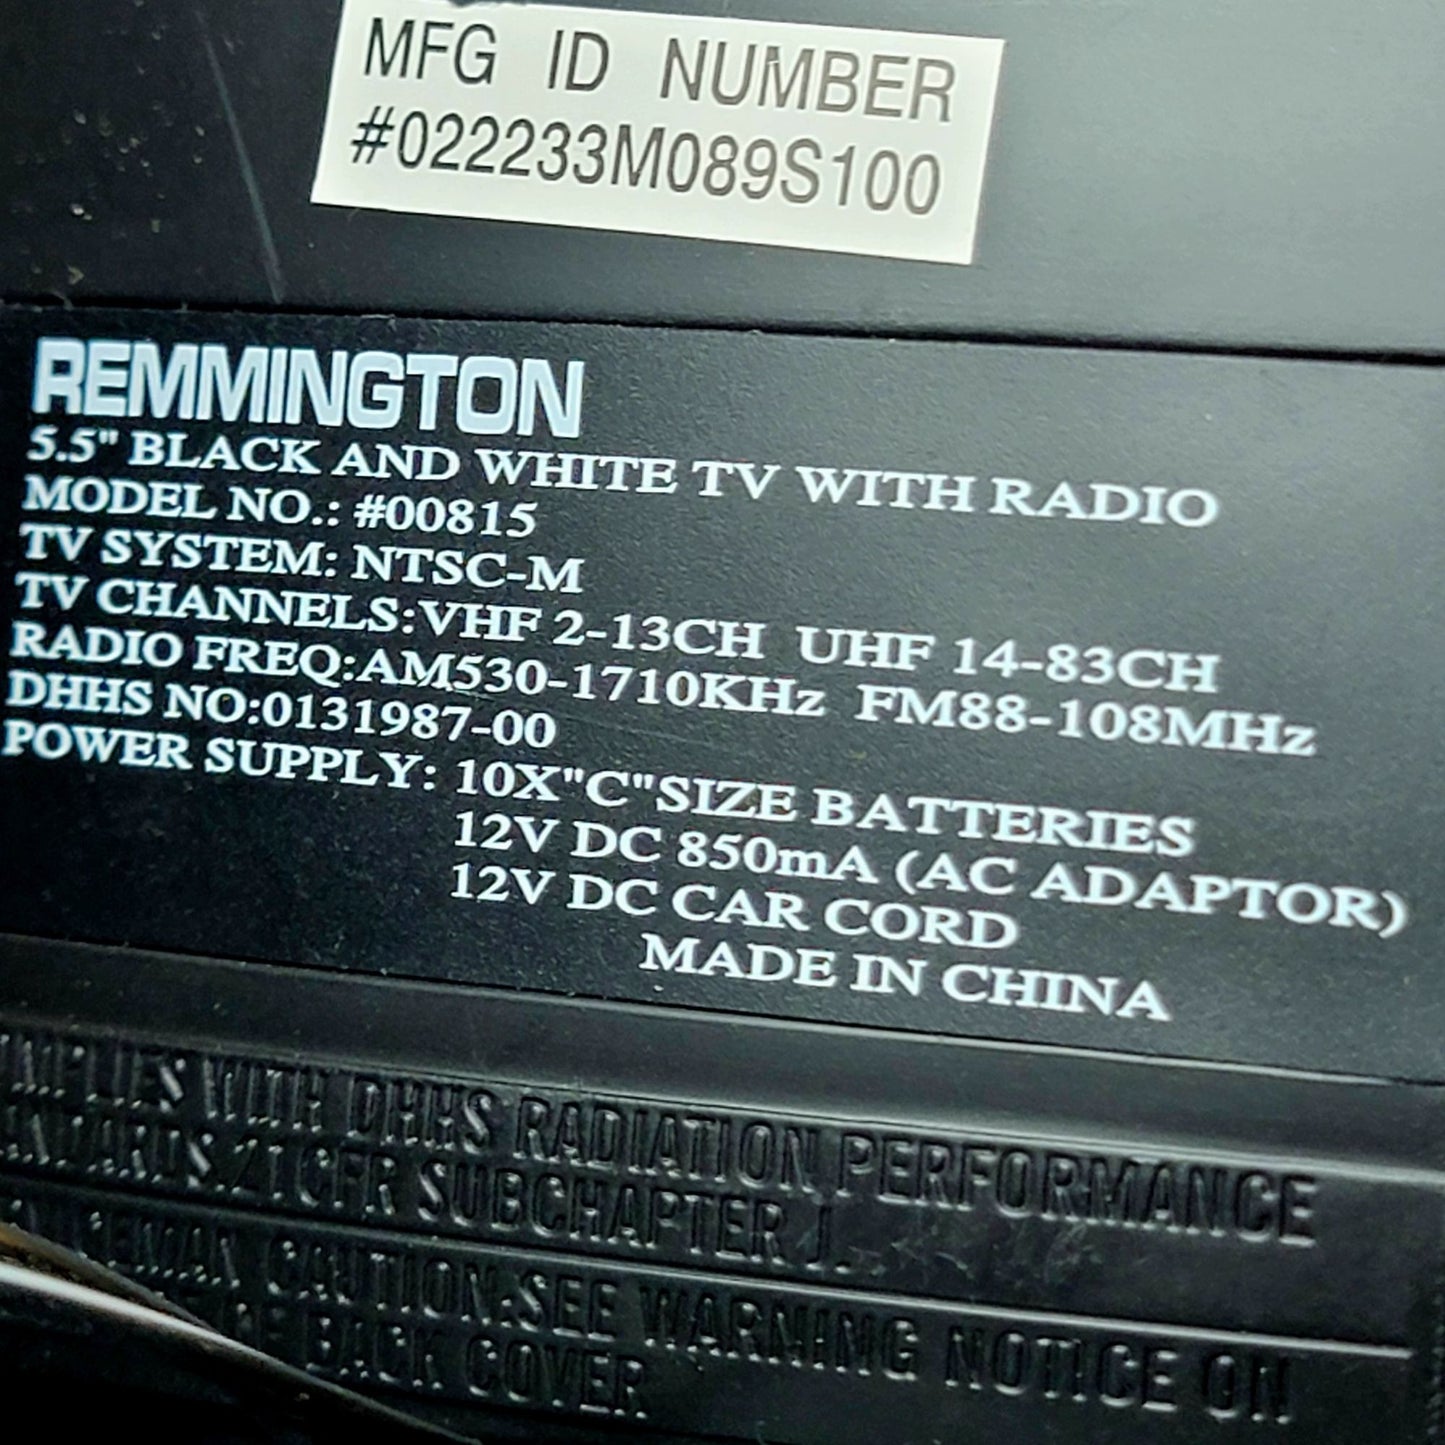 MFG ID NUMBER
#022233M089S100
REMMINGTON
5.5" BLACK AND WHITE TV WITH RADIO
MODEL NO.: #00815
TV SYSTEM: NTSC-M
TV CHANNELS:VHF 2-13CH UHF 14-83CH
RADIO FREQ:AM530-1710KHz FM88-108MHz
DHHS NO:0131987-00
POWER SUPPLY: 10X"C"SIZE BATTERIES
12V DC 850mA (AC ADAPTOR)
12V DC CAR CORD
MADE IN CHINA
WITH DHHS RADIATION PERFORMANCE
21CFR SUBCHAPTER J
CAUTION:SEE WARNING NOTICE ON
BACK COVER